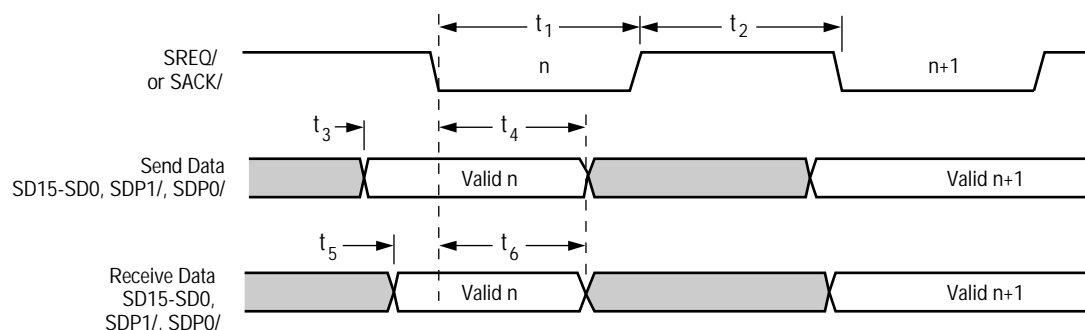 t1
t2
SREQ/
or SACK/
n
n+1
t3
t4
Send Data
SD15-SD0, SDP1/, SDP0/
Valid n
Valid n+1
t5
t6
Receive Data
SD15-SD0,
SDP1/, SDP0/
Valid n
Valid n+1